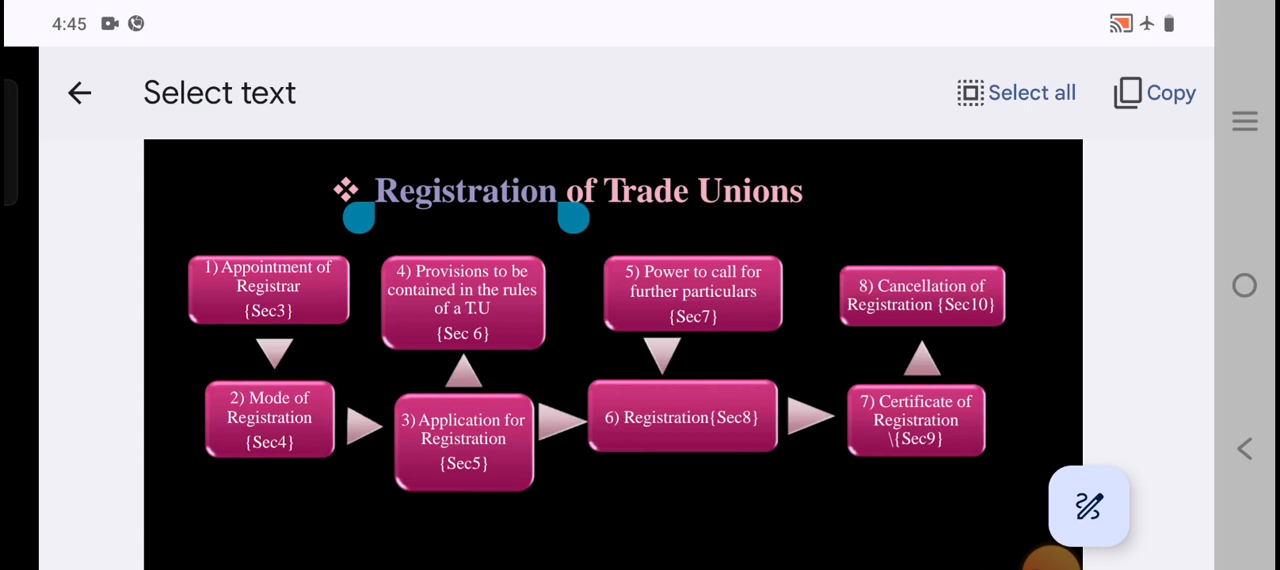 4:45
Select text
Select all
Copy
❖ Registration of Trade Unions
1) Appointment of
Registrar
{Sec3}
2) Mode of
Registration
{Sec4}
3) Application for
Registration
{Sec5}
4) Provisions to be
contained in the rules
of a T.U
{Sec 6}
5) Power to call for
further particulars
{Sec7}
6) Registration{Sec8}
7) Certificate of
Registration
\{Sec9}
8) Cancellation of
Registration {Sec10}